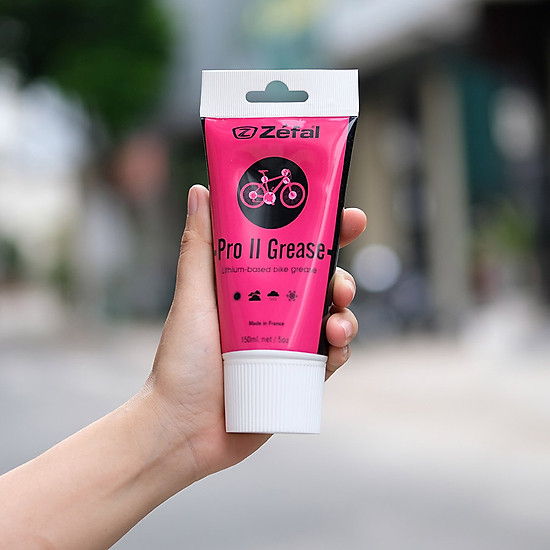 Zéfal
Pro II Grease
Lithium-based bike grease
Made in France
150mL net / 5oz